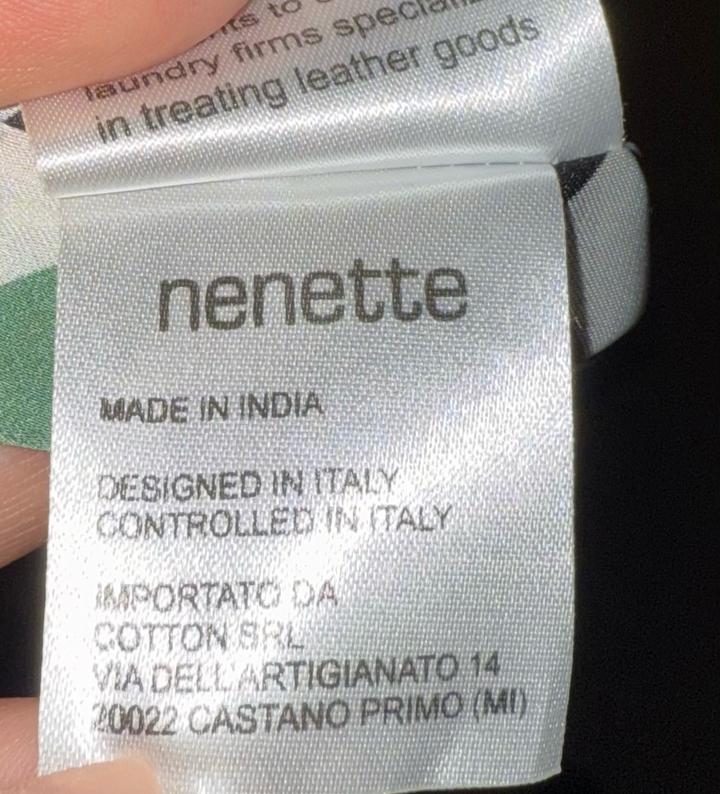 to
laundry firms
in treating leather goods
nenette
MADE IN INDIA
DESIGNED IN ITALY
CONTROLLED IN ITALY
IMPORTATO DA
COTTON SRL
VIA DELL'ARTIGIANATO 14
20022 CASTANO PRIMO (MI)